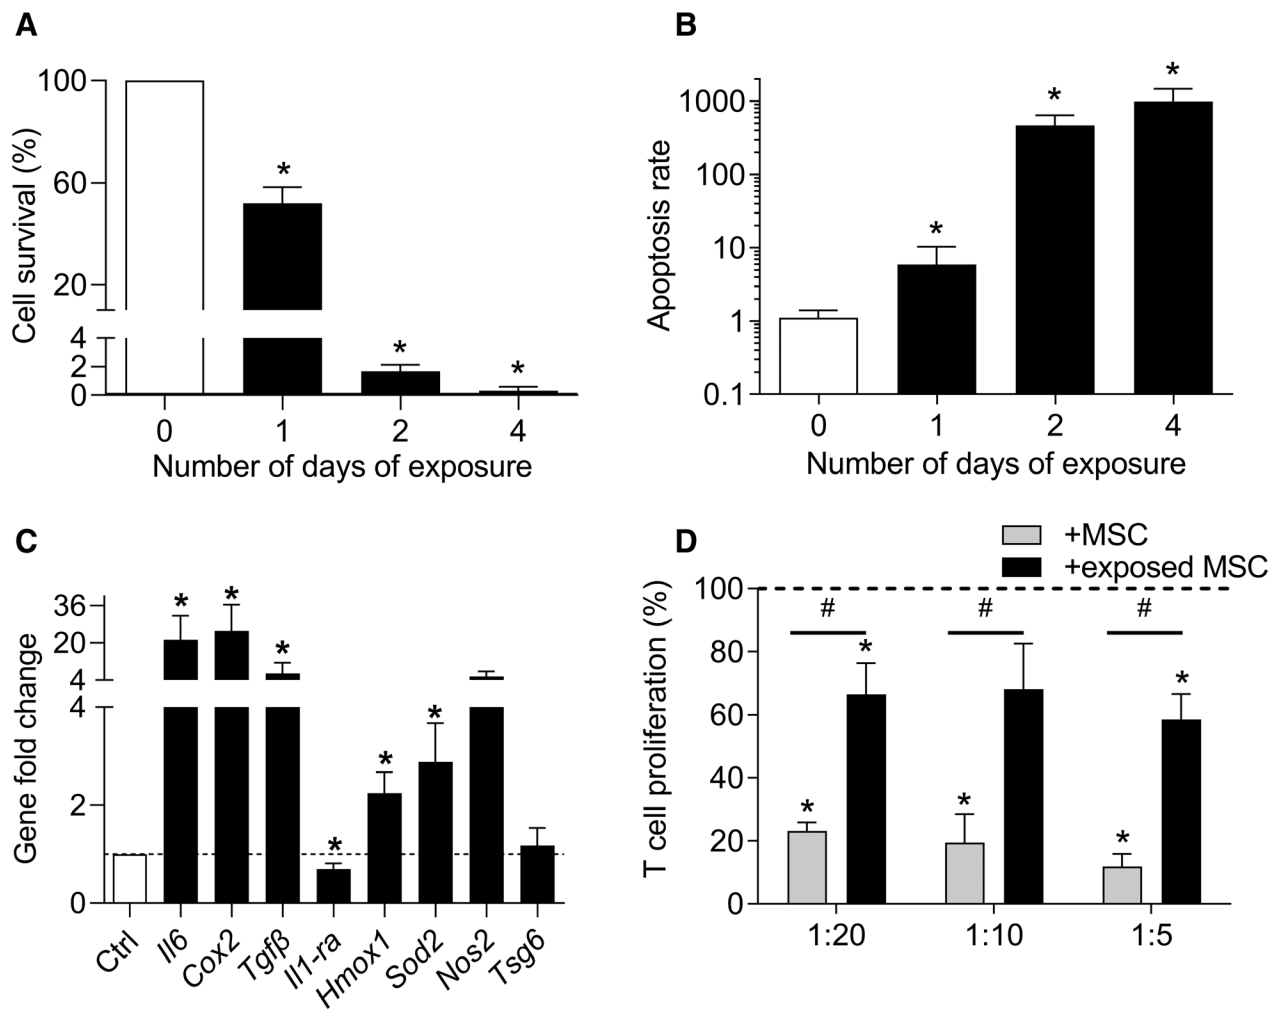 A
Cell survival (%)
100
60
20
4
2
0
*
*
*
0 1 2 4
Number of days of exposure
B
Apoptosis rate
1000
100
10
1
0.1
*
*
*
0 1 2 4
Number of days of exposure
C
Gene fold change
36
20
4
4
2
0
* * * * * *
Ctrl Il6 Cox2 Tgfβ Il1-ra Hmox1 Sod2 Nos2 Tsg6
D
+MSC
+exposed MSC
T cell proliferation (%)
100
80
60
40
20
0
# # #
* * * * *
1:20 1:10 1:5